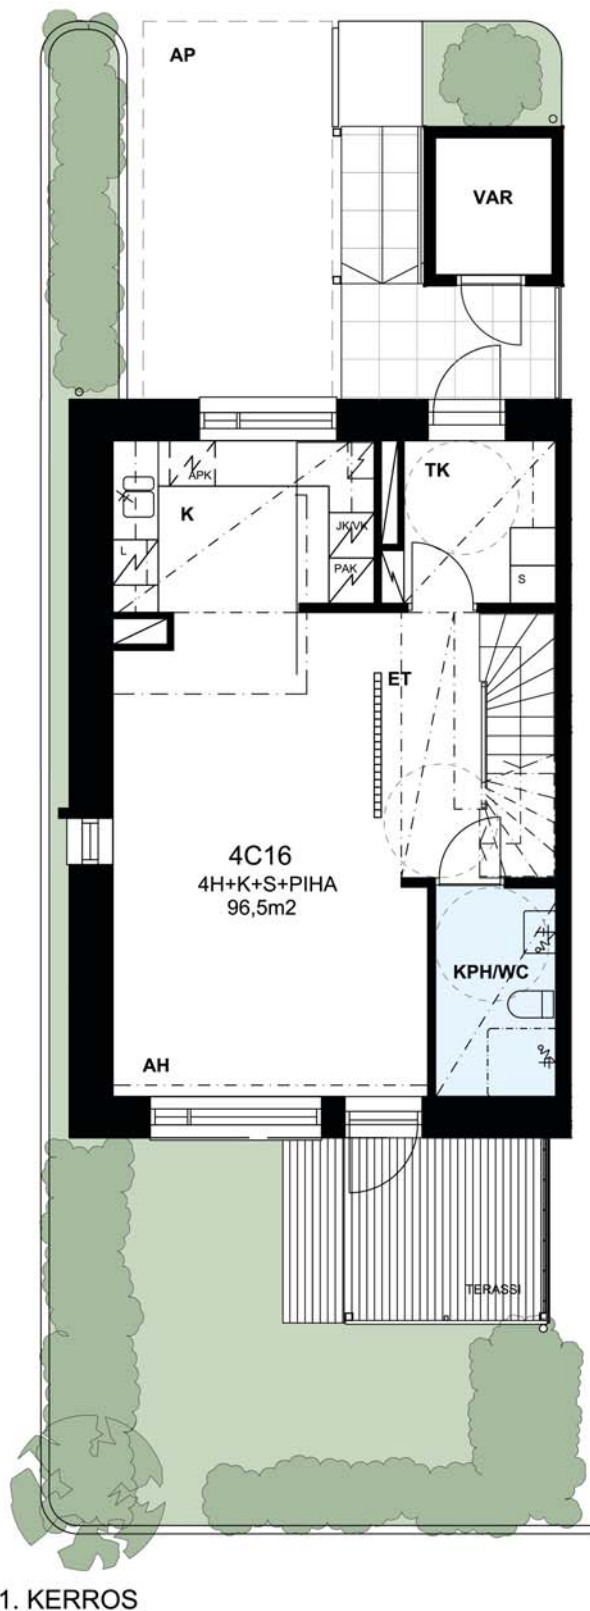 AP
VAR
TK
APK
K
JK/VK
L
PAK
S
ET
4C16
4H+K+S+PIHA
96,5m2
KPH/WC
AH
TERASSI
1. KERROS